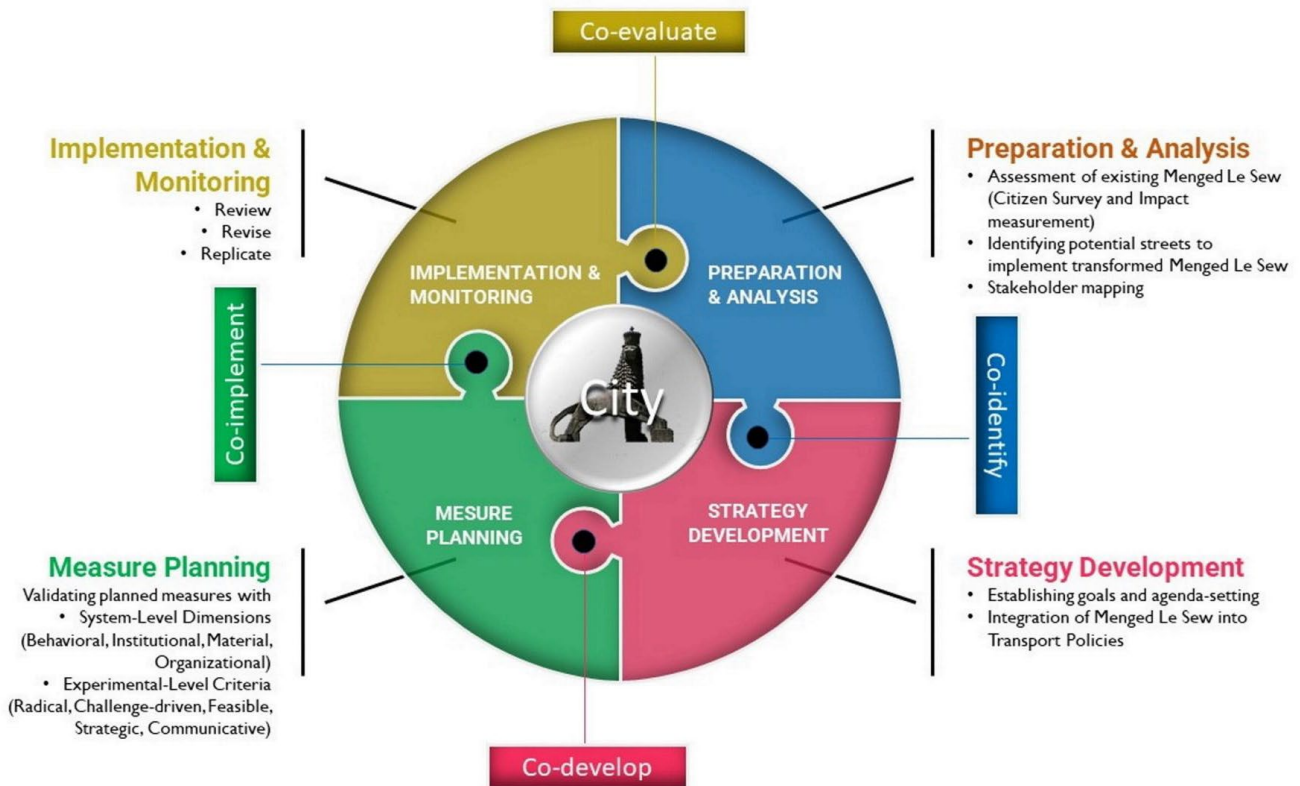 Co-evaluate
Implementation &
Monitoring
• Review
• Revise
• Replicate
Preparation & Analysis
• Assessment of existing Menged Le Sew
(Citizen Survey and Impact
measurement)
• Identifying potential streets to
implement transformed Menged Le Sew
• Stakeholder mapping
IMPLEMENTATION &
MONITORING
PREPARATION
& ANALYSIS
Co-implement
City
Co-identify
MESURE
PLANNING
STRATEGY
DEVELOPMENT
Measure Planning
Validating planned measures with
• System-Level Dimensions
(Behavioral, Institutional, Material,
Organizational)
• Experimental-Level Criteria
(Radical, Challenge-driven, Feasible,
Strategic, Communicative)
Strategy Development
• Establishing goals and agenda-setting
• Integration of Menged Le Sew into
Transport Policies
Co-develop